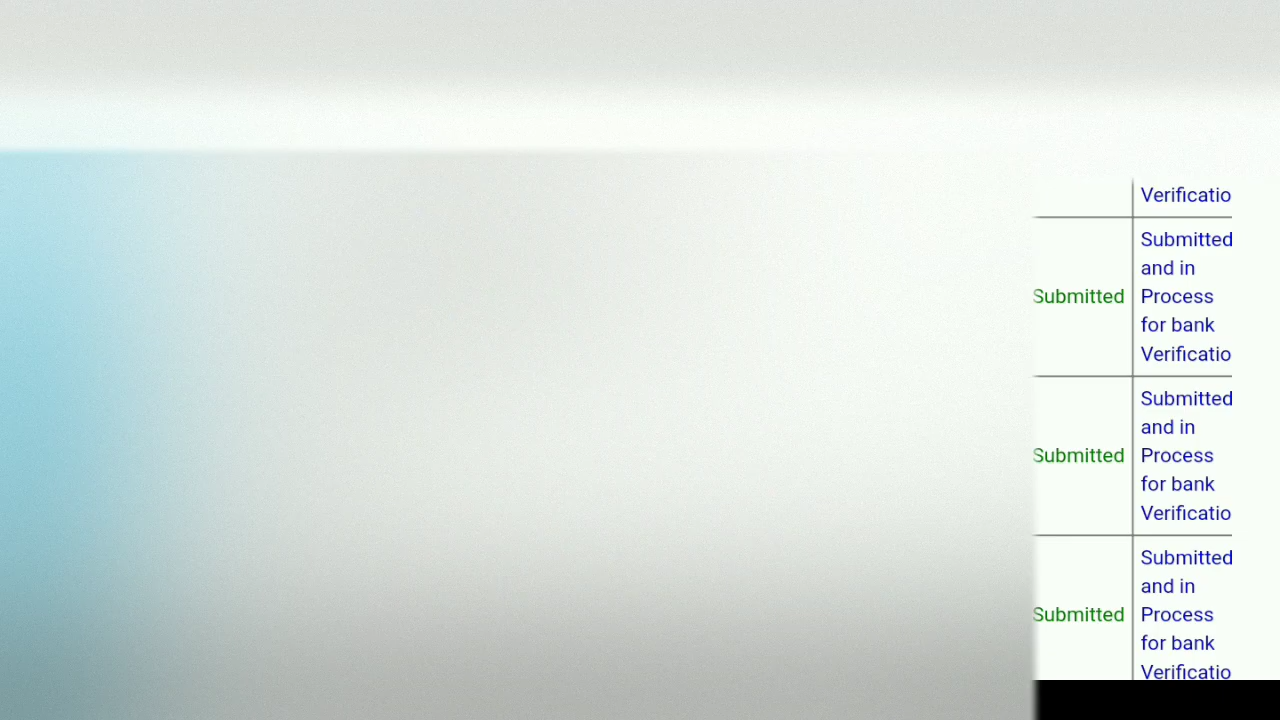 Verificatio
Submitted
and in
Submitted Process
for bank
Verificatio
Submitted
and in
Submitted Process
for bank
Verificatio
Submitted
and in
Submitted Process
for bank
Verificatio